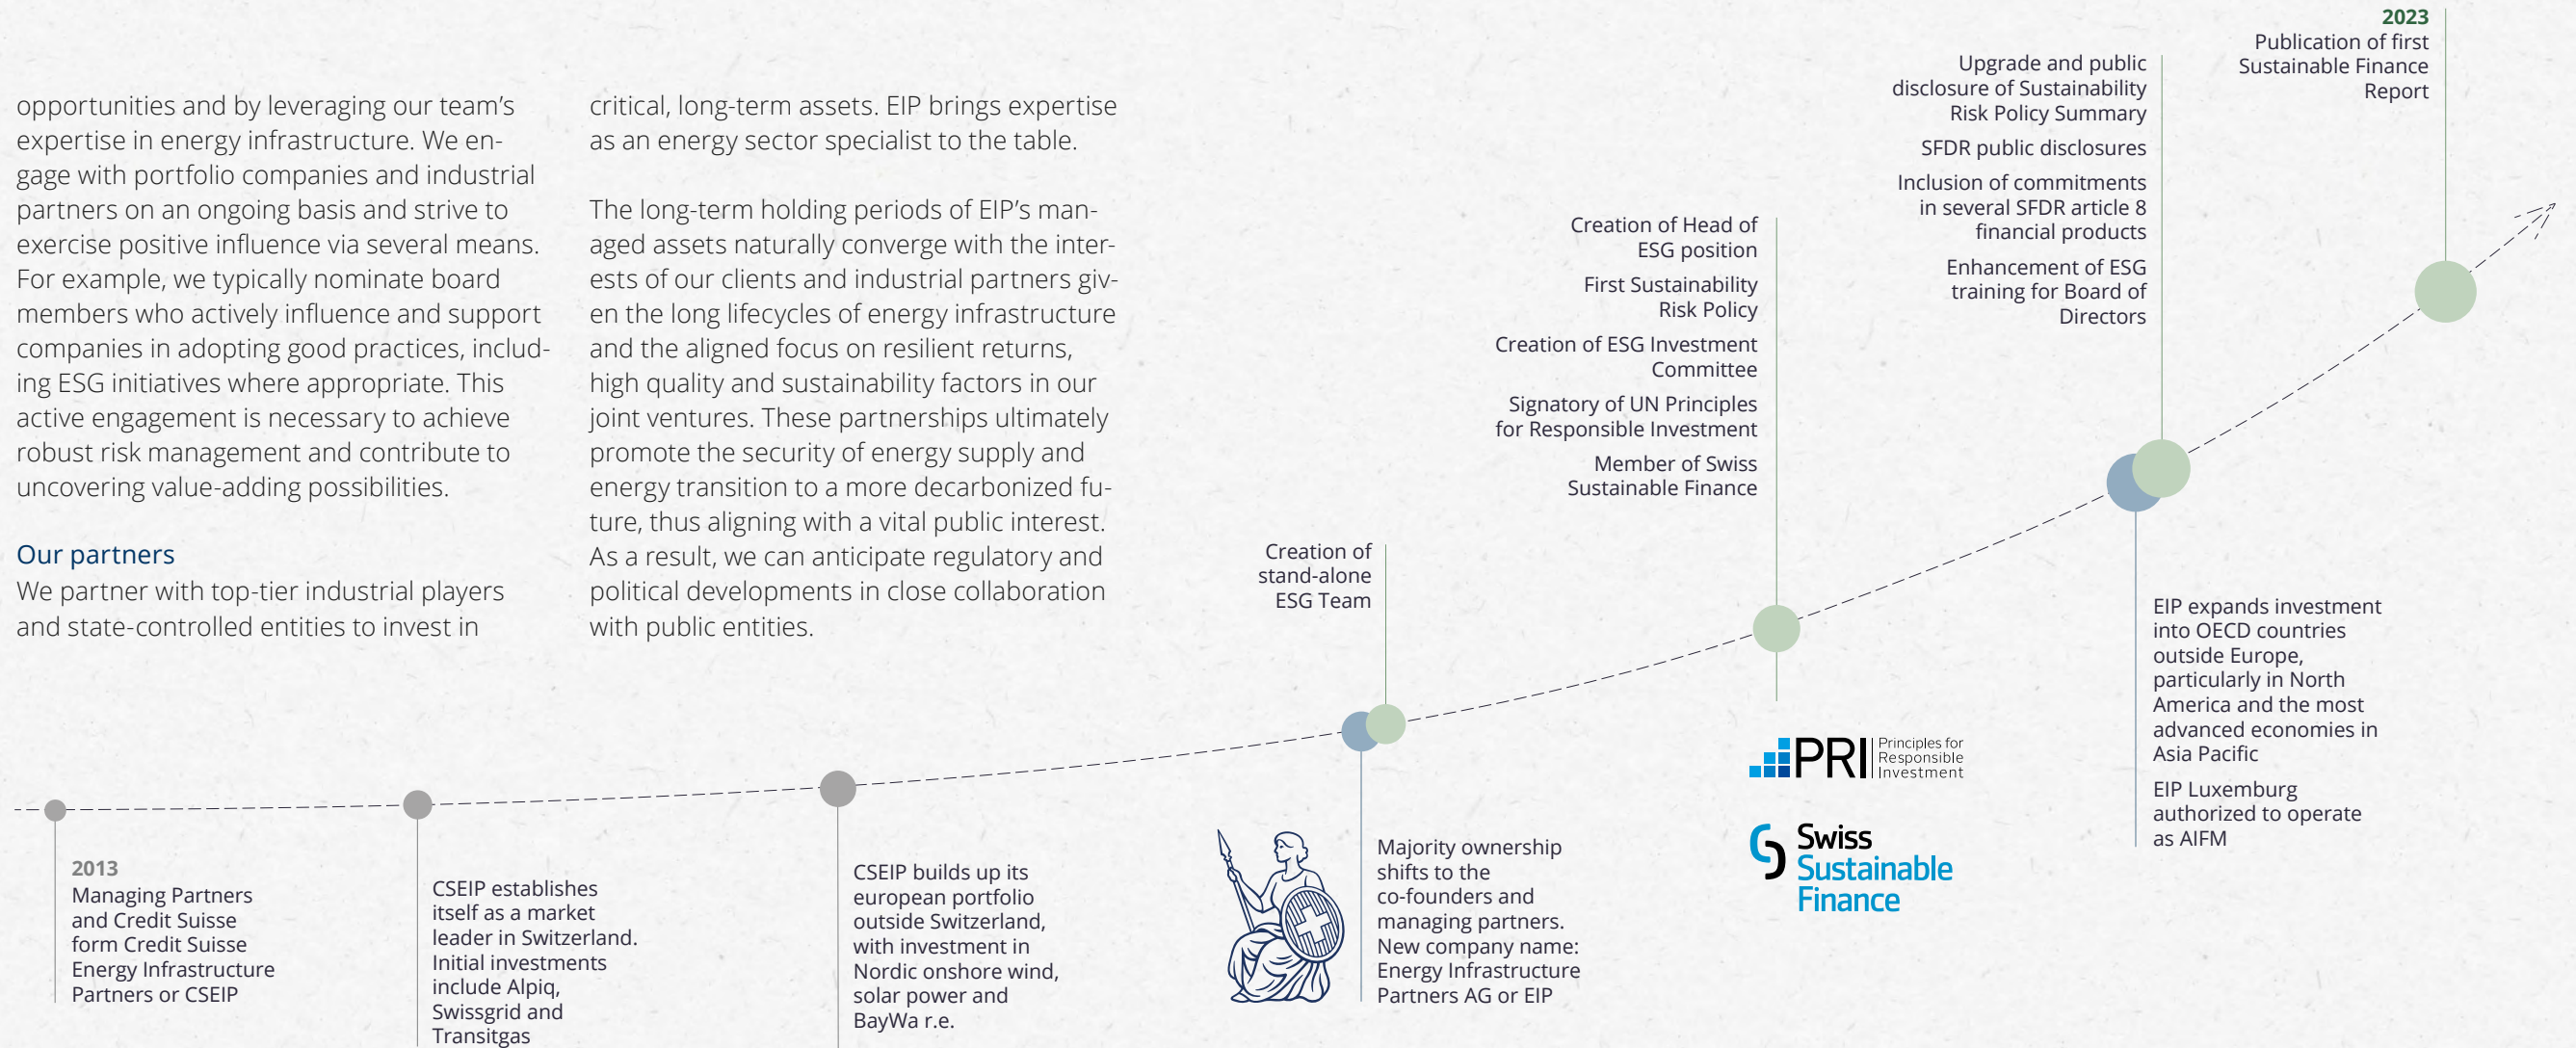 opportunities and by leveraging our team’s
expertise in energy infrastructure. We en-
gage with portfolio companies and industrial
partners on an ongoing basis and strive to
exercise positive influence via several means.
For example, we typically nominate board
members who actively influence and support
companies in adopting good practices, includ-
ing ESG initiatives where appropriate. This
active engagement is necessary to achieve
robust risk management and contribute to
uncovering value-adding possibilities.
Our partners
We partner with top-tier industrial players
and state-controlled entities to invest in
critical, long-term assets. EIP brings expertise
as an energy sector specialist to the table.
The long-term holding periods of EIP’s man-
aged assets naturally converge with the inter-
ests of our clients and industrial partners giv-
en the long lifecycles of energy infrastructure
and the aligned focus on resilient returns,
high quality and sustainability factors in our
joint ventures. These partnerships ultimately
promote the security of energy supply and
energy transition to a more decarbonized fu-
ture, thus aligning with a vital public interest.
As a result, we can anticipate regulatory and
political developments in close collaboration
with public entities.
2013
Managing Partners
and Credit Suisse
form Credit Suisse
Energy Infrastructure
Partners or CSEIP
CSEIP establishes
itself as a market
leader in Switzerland.
Initial investments
include Alpiq,
Swissgrid and
Transitgas
CSEIP builds up its
european portfolio
outside Switzerland,
with investment in
Nordic onshore wind,
solar power and
BayWa r.e.
Creation of
stand-alone
ESG Team
Majority ownership
shifts to the
co-founders and
managing partners.
New company name:
Energy Infrastructure
Partners AG or EIP
Creation of Head of
ESG position
First Sustainability
Risk Policy
Creation of ESG Investment
Committee
Signatory of UN Principles
for Responsible Investment
Member of Swiss
Sustainable Finance
PRI
Principles for
Responsible
Investment
Swiss
Sustainable
Finance
Upgrade and public
disclosure of Sustainability
Risk Policy Summary
SFDR public disclosures
Inclusion of commitments
in several SFDR article 8
financial products
Enhancement of ESG
training for Board of
Directors
EIP expands investment
into OECD countries
outside Europe,
particularly in North
America and the most
advanced economies in
Asia Pacific
EIP Luxemburg
authorized to operate
as AIFM
2023
Publication of first
Sustainable Finance
Report